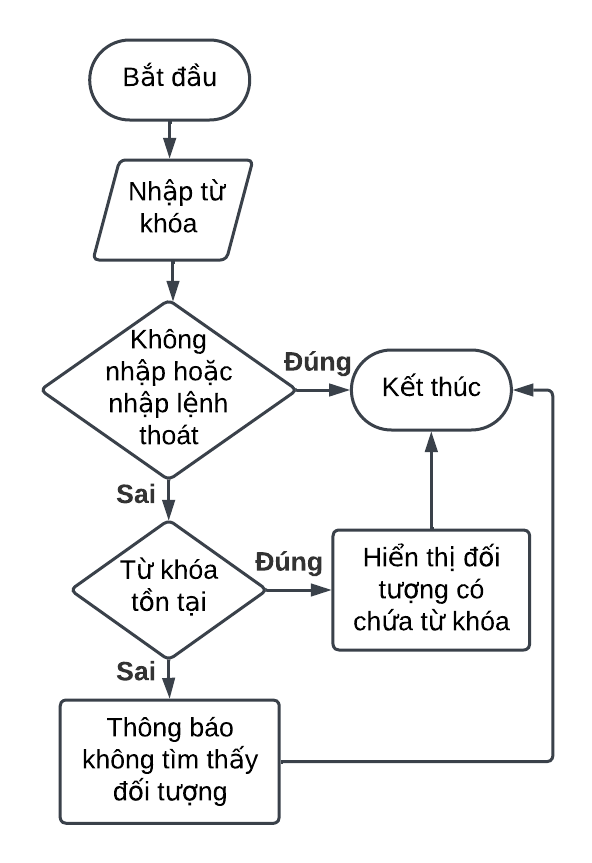 Bắt đầu
Nhập từ
khóa
Không
nhập hoặc
nhập lệnh
thoát
Đúng
Kết thúc
Sai
Từ khóa
tồn tại
Đúng
Hiển thị đối
tượng có
chứa từ khóa
Sai
Thông báo
không tìm thấy
đối tượng